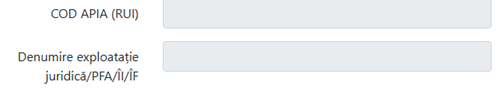 COD APIA (RUI)
Denumire exploatație
juridică/PFA/ÎI/ÎF